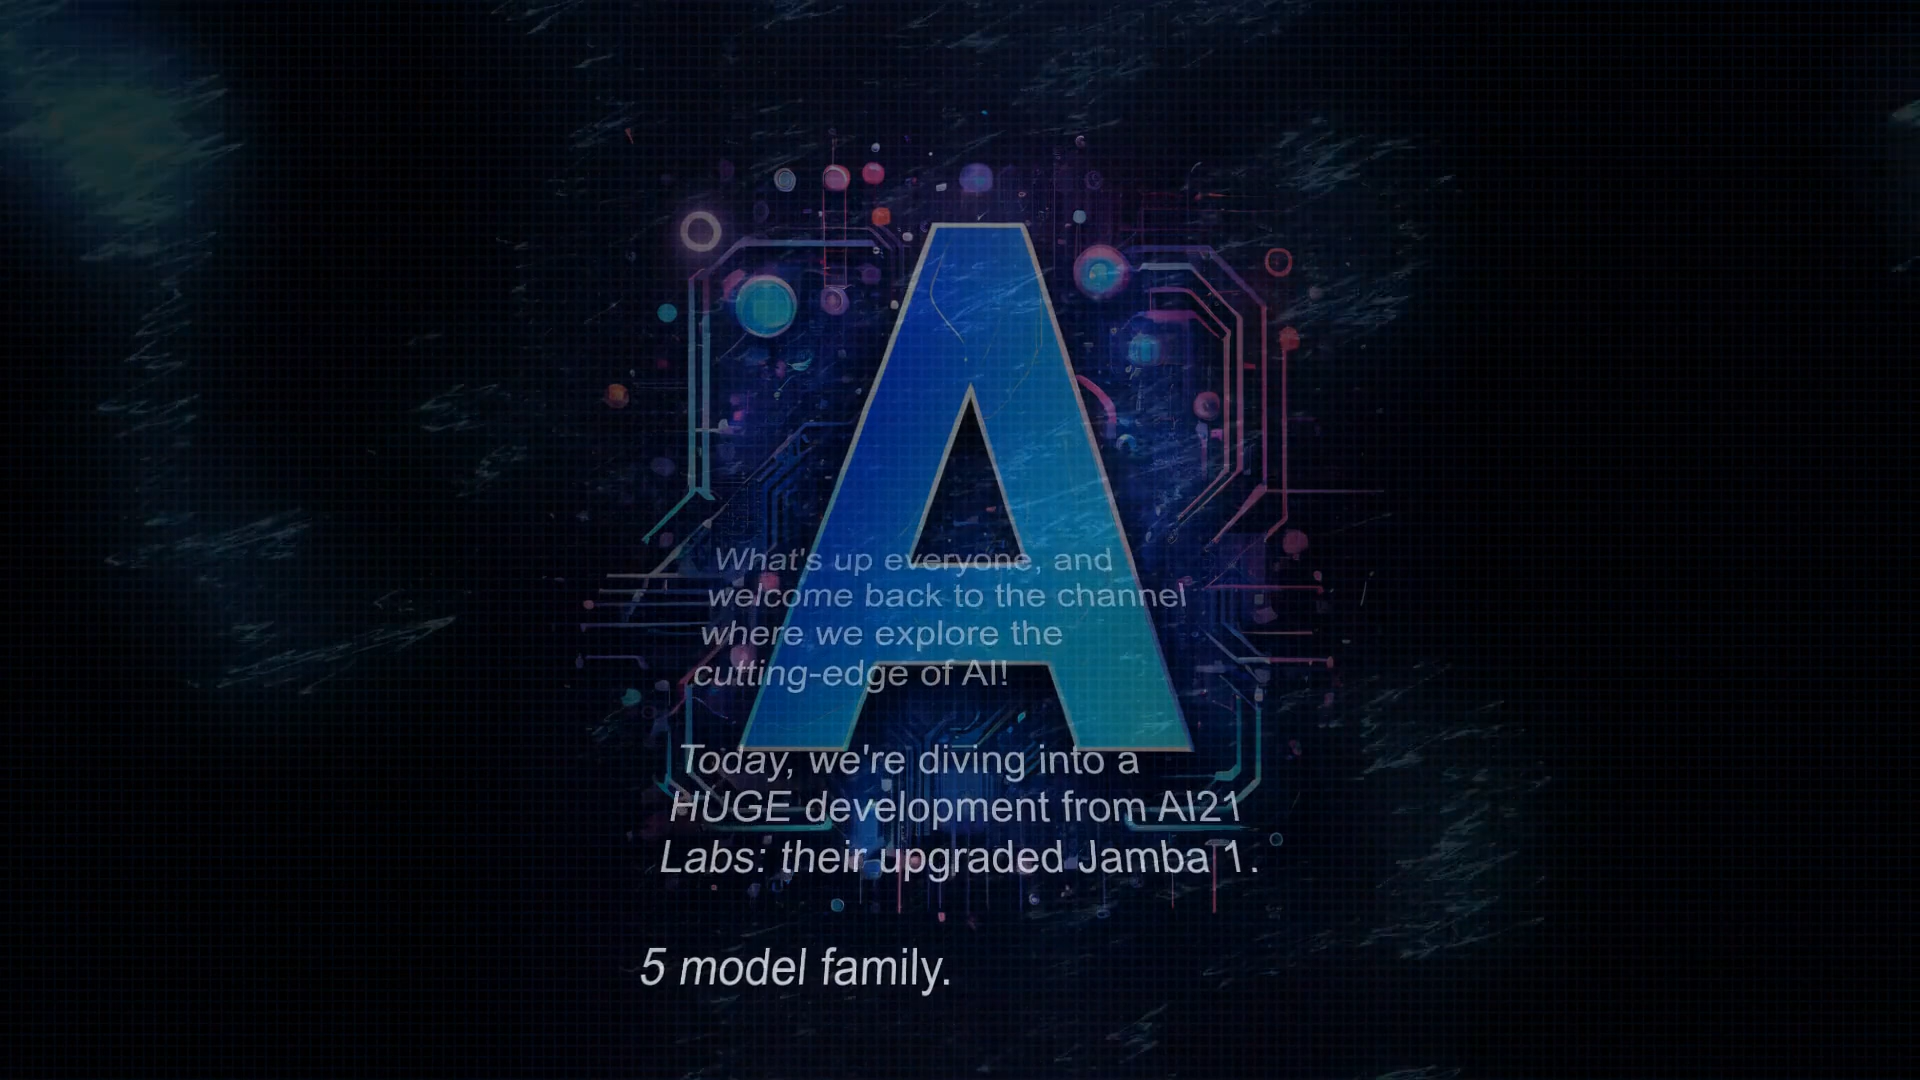 A
What's up everyone, and
welcome back to the channel
where we explore the
cutting-edge of AI!
Today, we're diving into a
HUGE development from AI21
Labs: their upgraded Jamba 1.
5 model family.